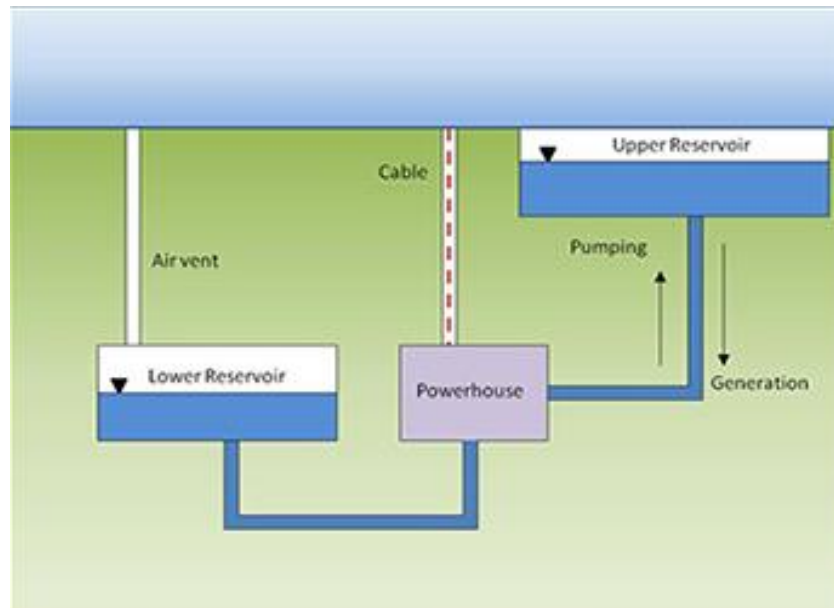 Upper Reservoir
Cable
Pumping
Air vent
Lower Reservoir
Powerhouse
Generation